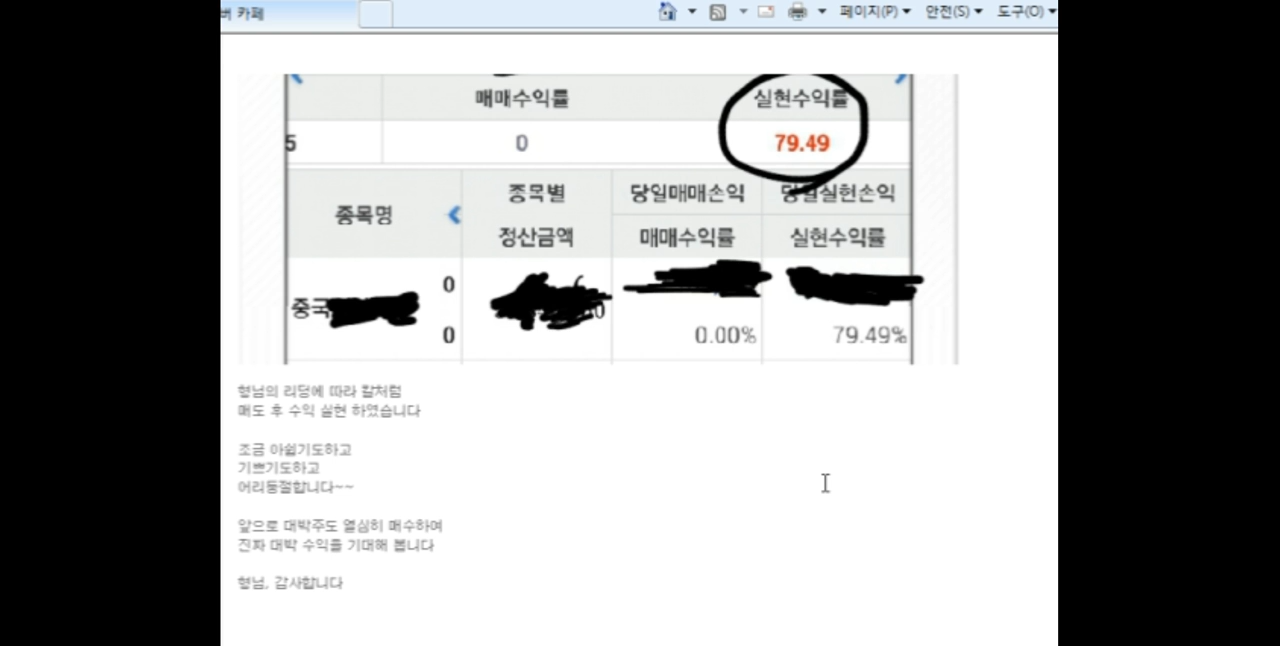 버 카페
페이지(P) 안전(S) 도구(O)
매매수익률 실현수익률
5 0 79.49
종목명 종목별 당일매매손익 당일실현손익
정산금액 매매수익률 실현수익률
0
중국
0 0.00% 79.49%
형님의 리딩에 따라 칼처럼
매도 후 수익 실현 하였습니다
조금 아쉽기도하고
기쁘기도하고
어리둥절합니다~~
앞으로 대박주도 열심히 매수하여
진짜 대박 수익를 기대해 봅니다
형님, 감사합니다